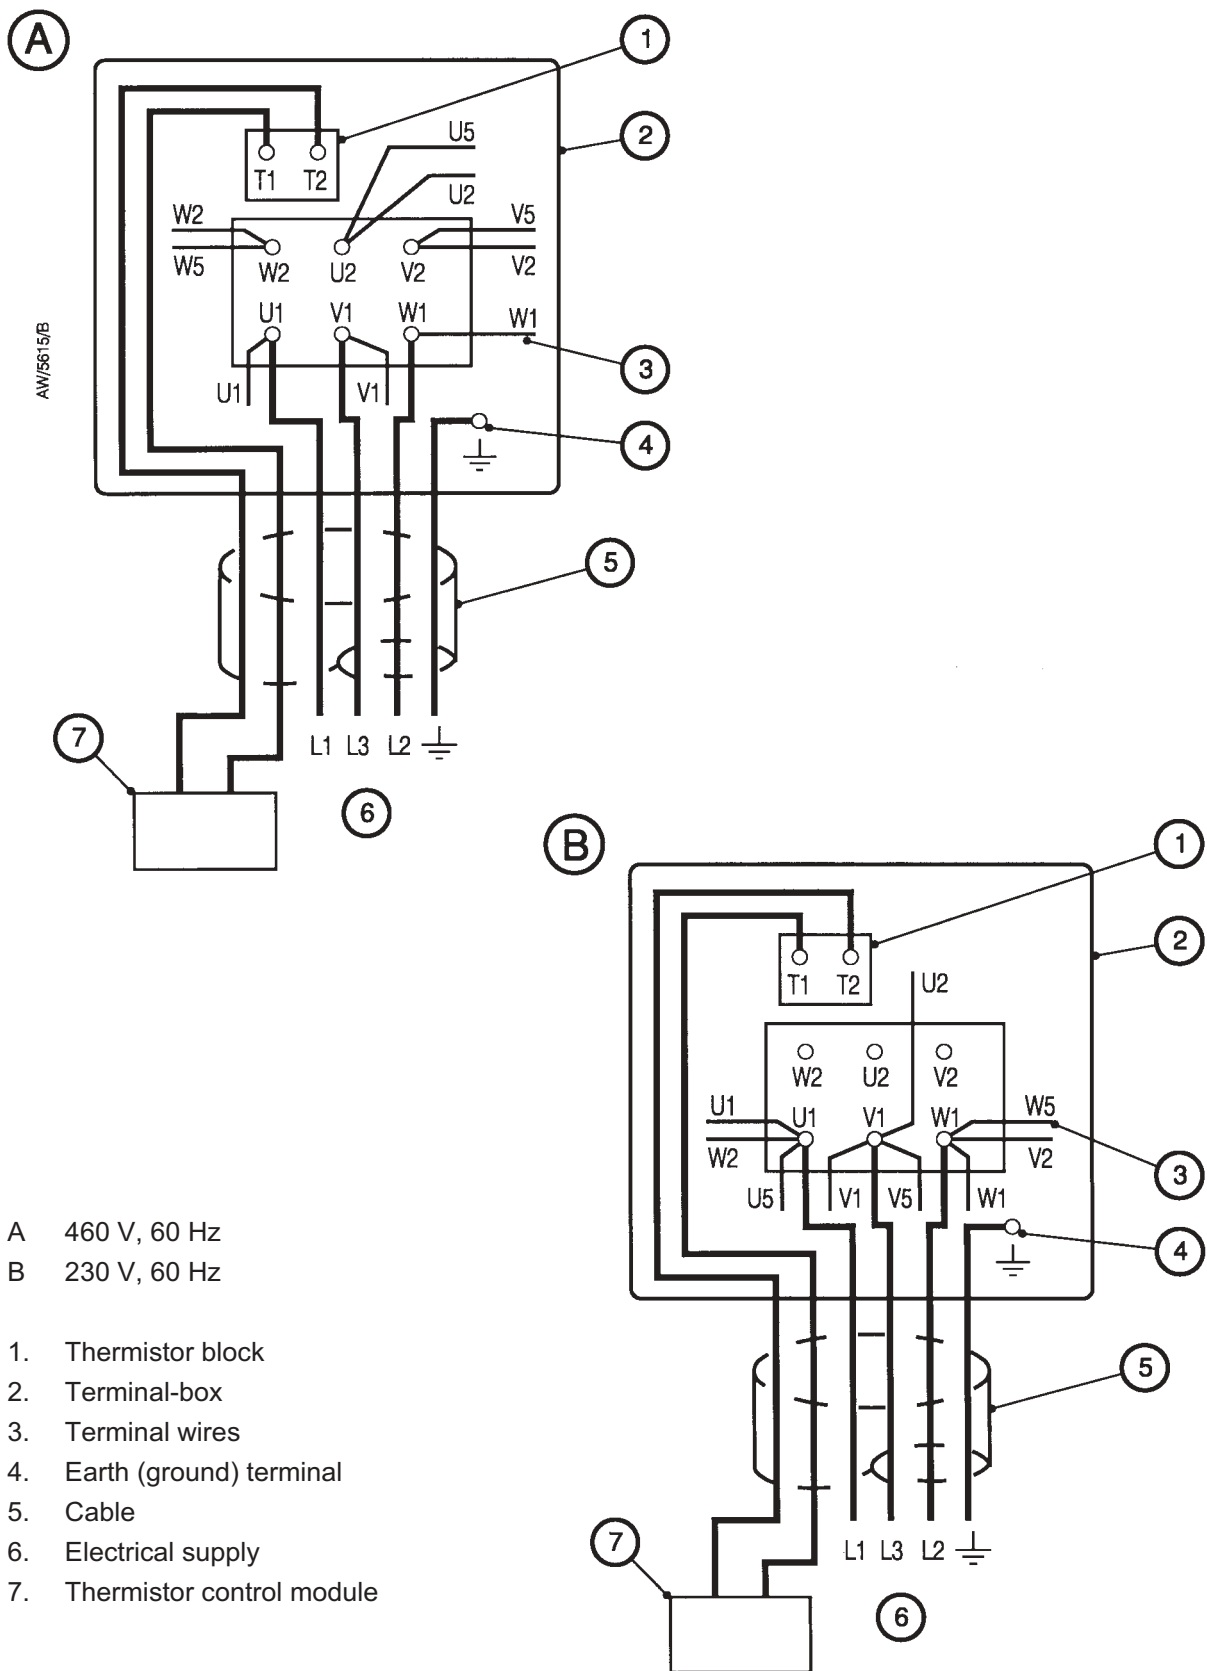 A
1
2
U5
T1 T2
U2
W2
V5
W5
V2
W2 U2 V2
U1 V1 W1
W1
3
U1
V1
4
AW/5615/B
5
7
L1 L3 L2
6
B
1
2
T1 T2
U2
W2 U2 V2
U1
U1 V1 W1
W5
W2
V2
3
U5 V1 V5 W1
4
5
7
L1 L3 L2
6
A 460 V, 60 Hz
B 230 V, 60 Hz
1. Thermistor block
2. Terminal-box
3. Terminal wires
4. Earth (ground) terminal
5. Cable
6. Electrical supply
7. Thermistor control module